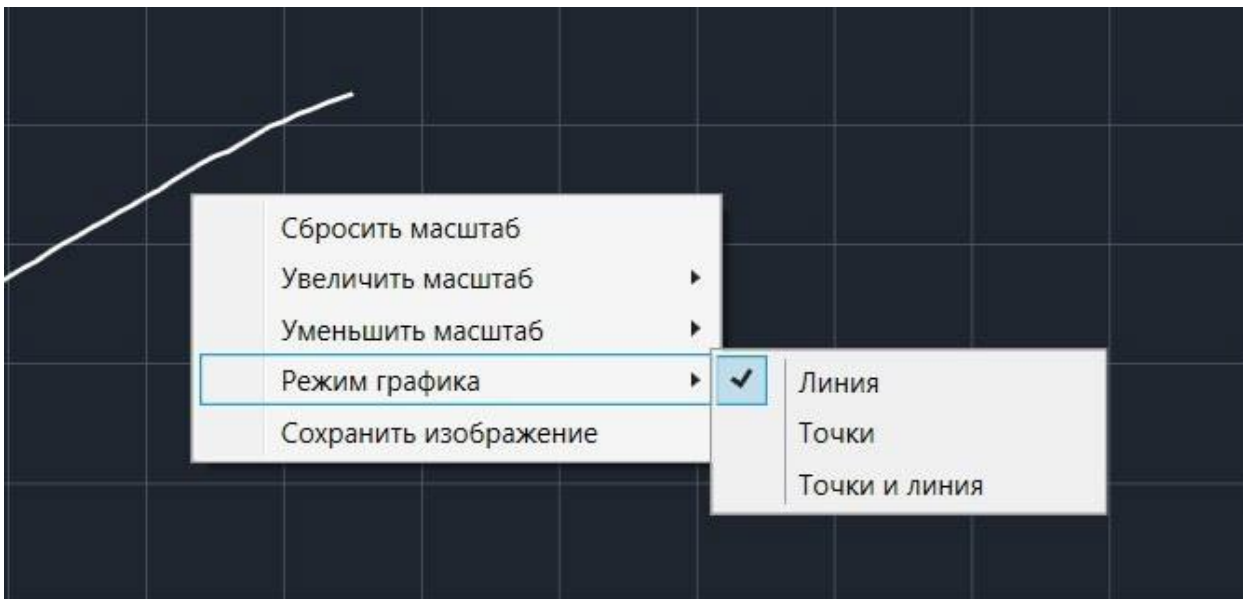 Сбросить масштаб
Увеличить масштаб
Уменьшить масштаб
Режим графика
Сохранить изображение
Линия
Точки
Точки и линия